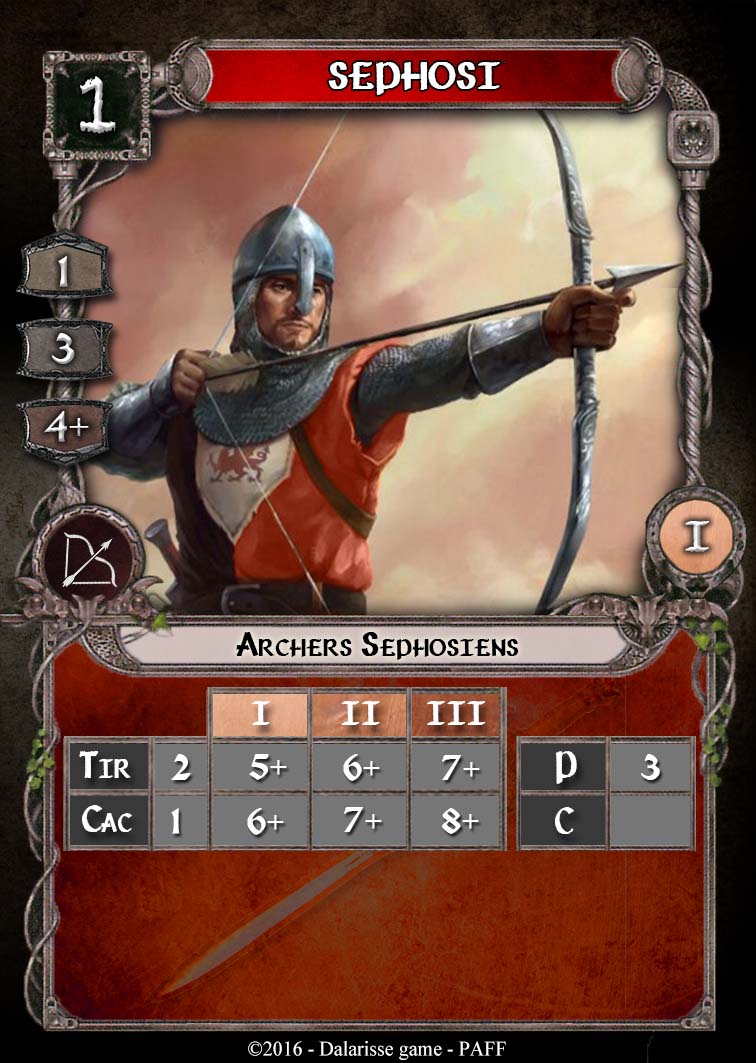 SEPHOSI
1
1
3
4+
I
Archers Sephosiens
I II III
Tir 2 5+ 6+ 7+ P 3
Cac 1 6+ 7+ 8+ C
©2016 - Dalarisse game - PAFF